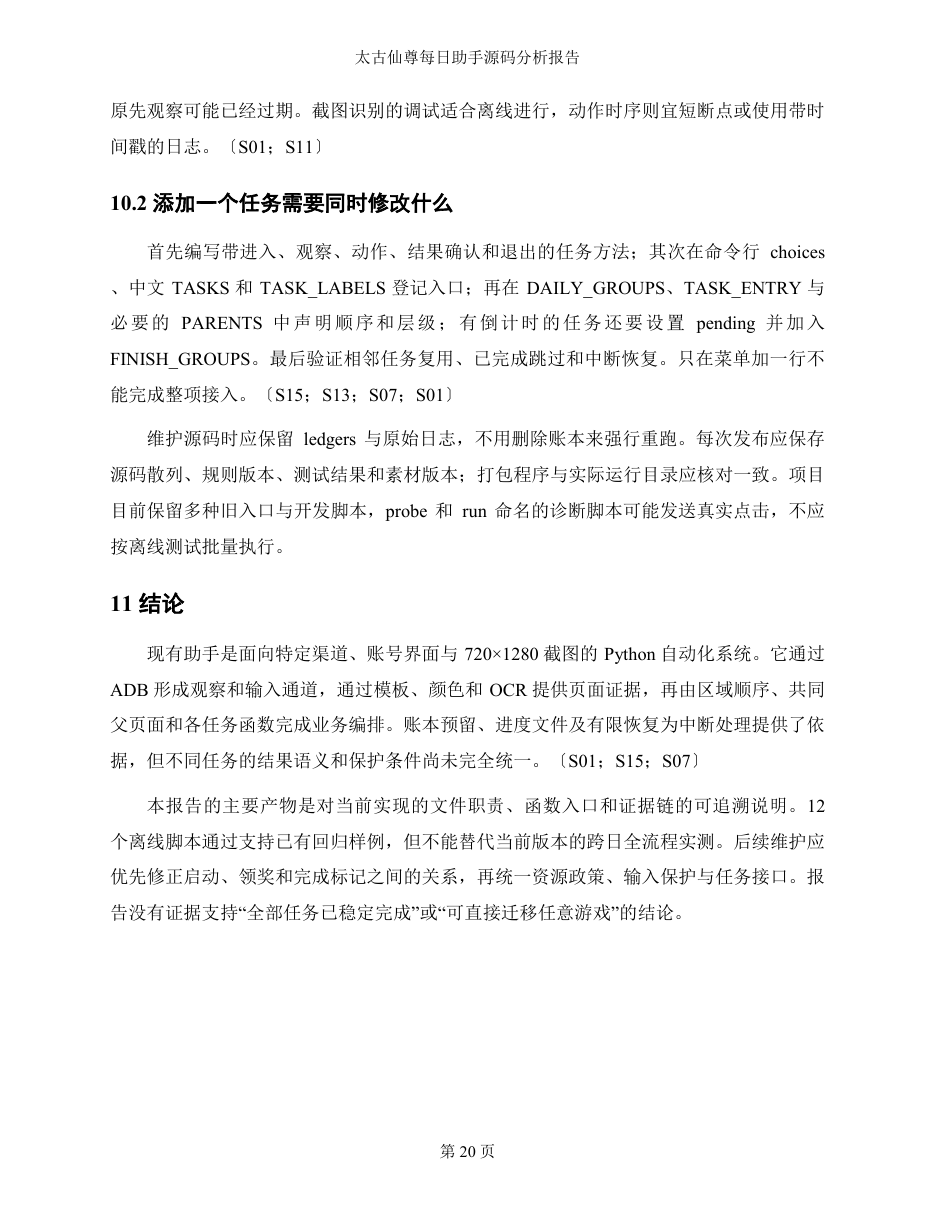 太古仙尊每日助手源码分析报告
原先观察可能已经过期。截图识别的调试适合离线进行，动作时序则宜短断点或使用带时
间戳的日志。〔S01；S11〕
10.2 添加一个任务需要同时修改什么
首先编写带进入、观察、动作、结果确认和退出的任务方法；其次在命令行 choices
、中文 TASKS 和 TASK_LABELS 登记入口；再在 DAILY_GROUPS、TASK_ENTRY 与
必要的 PARENTS 中声明顺序和层级；有倒计时的任务还要设置 pending 并加入
FINISH_GROUPS。最后验证相邻任务复用、已完成跳过和中断恢复。只在菜单加一行不
能完成整项接入。〔S15；S13；S07；S01〕
维护源码时应保留 ledgers 与原始日志，不用删除账本来强行重跑。每次发布应保存
源码散列、规则版本、测试结果和素材版本；打包程序与实际运行目录应核对一致。项目
目前保留多种旧入口与开发脚本，probe 和 run 命名的诊断脚本可能发送真实点击，不应
按离线测试批量执行。
11 结论
现有助手是面向特定渠道、账号界面与 720×1280 截图的 Python 自动化系统。它通过
ADB 形成观察和输入通道，通过模板、颜色和 OCR 提供页面证据，再由区域顺序、共同
父页面和各任务函数完成业务编排。账本预留、进度文件及有限恢复为中断处理提供了依
据，但不同任务的结果语义和保护条件尚未完全统一。〔S01；S15；S07〕
本报告的主要产物是对当前实现的文件职责、函数入口和证据链的可追溯说明。12
个离线脚本通过支持已有回归样例，但不能替代当前版本的跨日全流程实测。后续维护应
优先修正启动、领奖和完成标记之间的关系，再统一资源政策、输入保护与任务接口。报
告没有证据支持“全部任务已稳定完成”或“可直接迁移任意游戏”的结论。
第 20 页